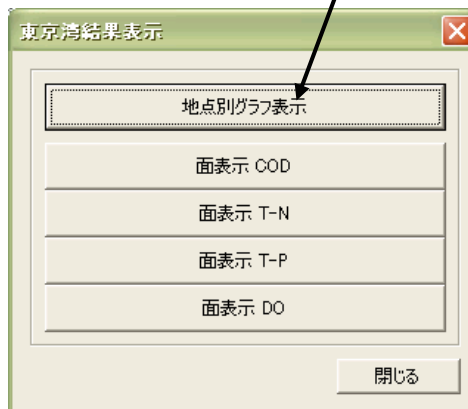 東京湾結果表示
地点別グラフ表示
面表示 COD
面表示 T-N
面表示 T-P
面表示 DO
閉じる